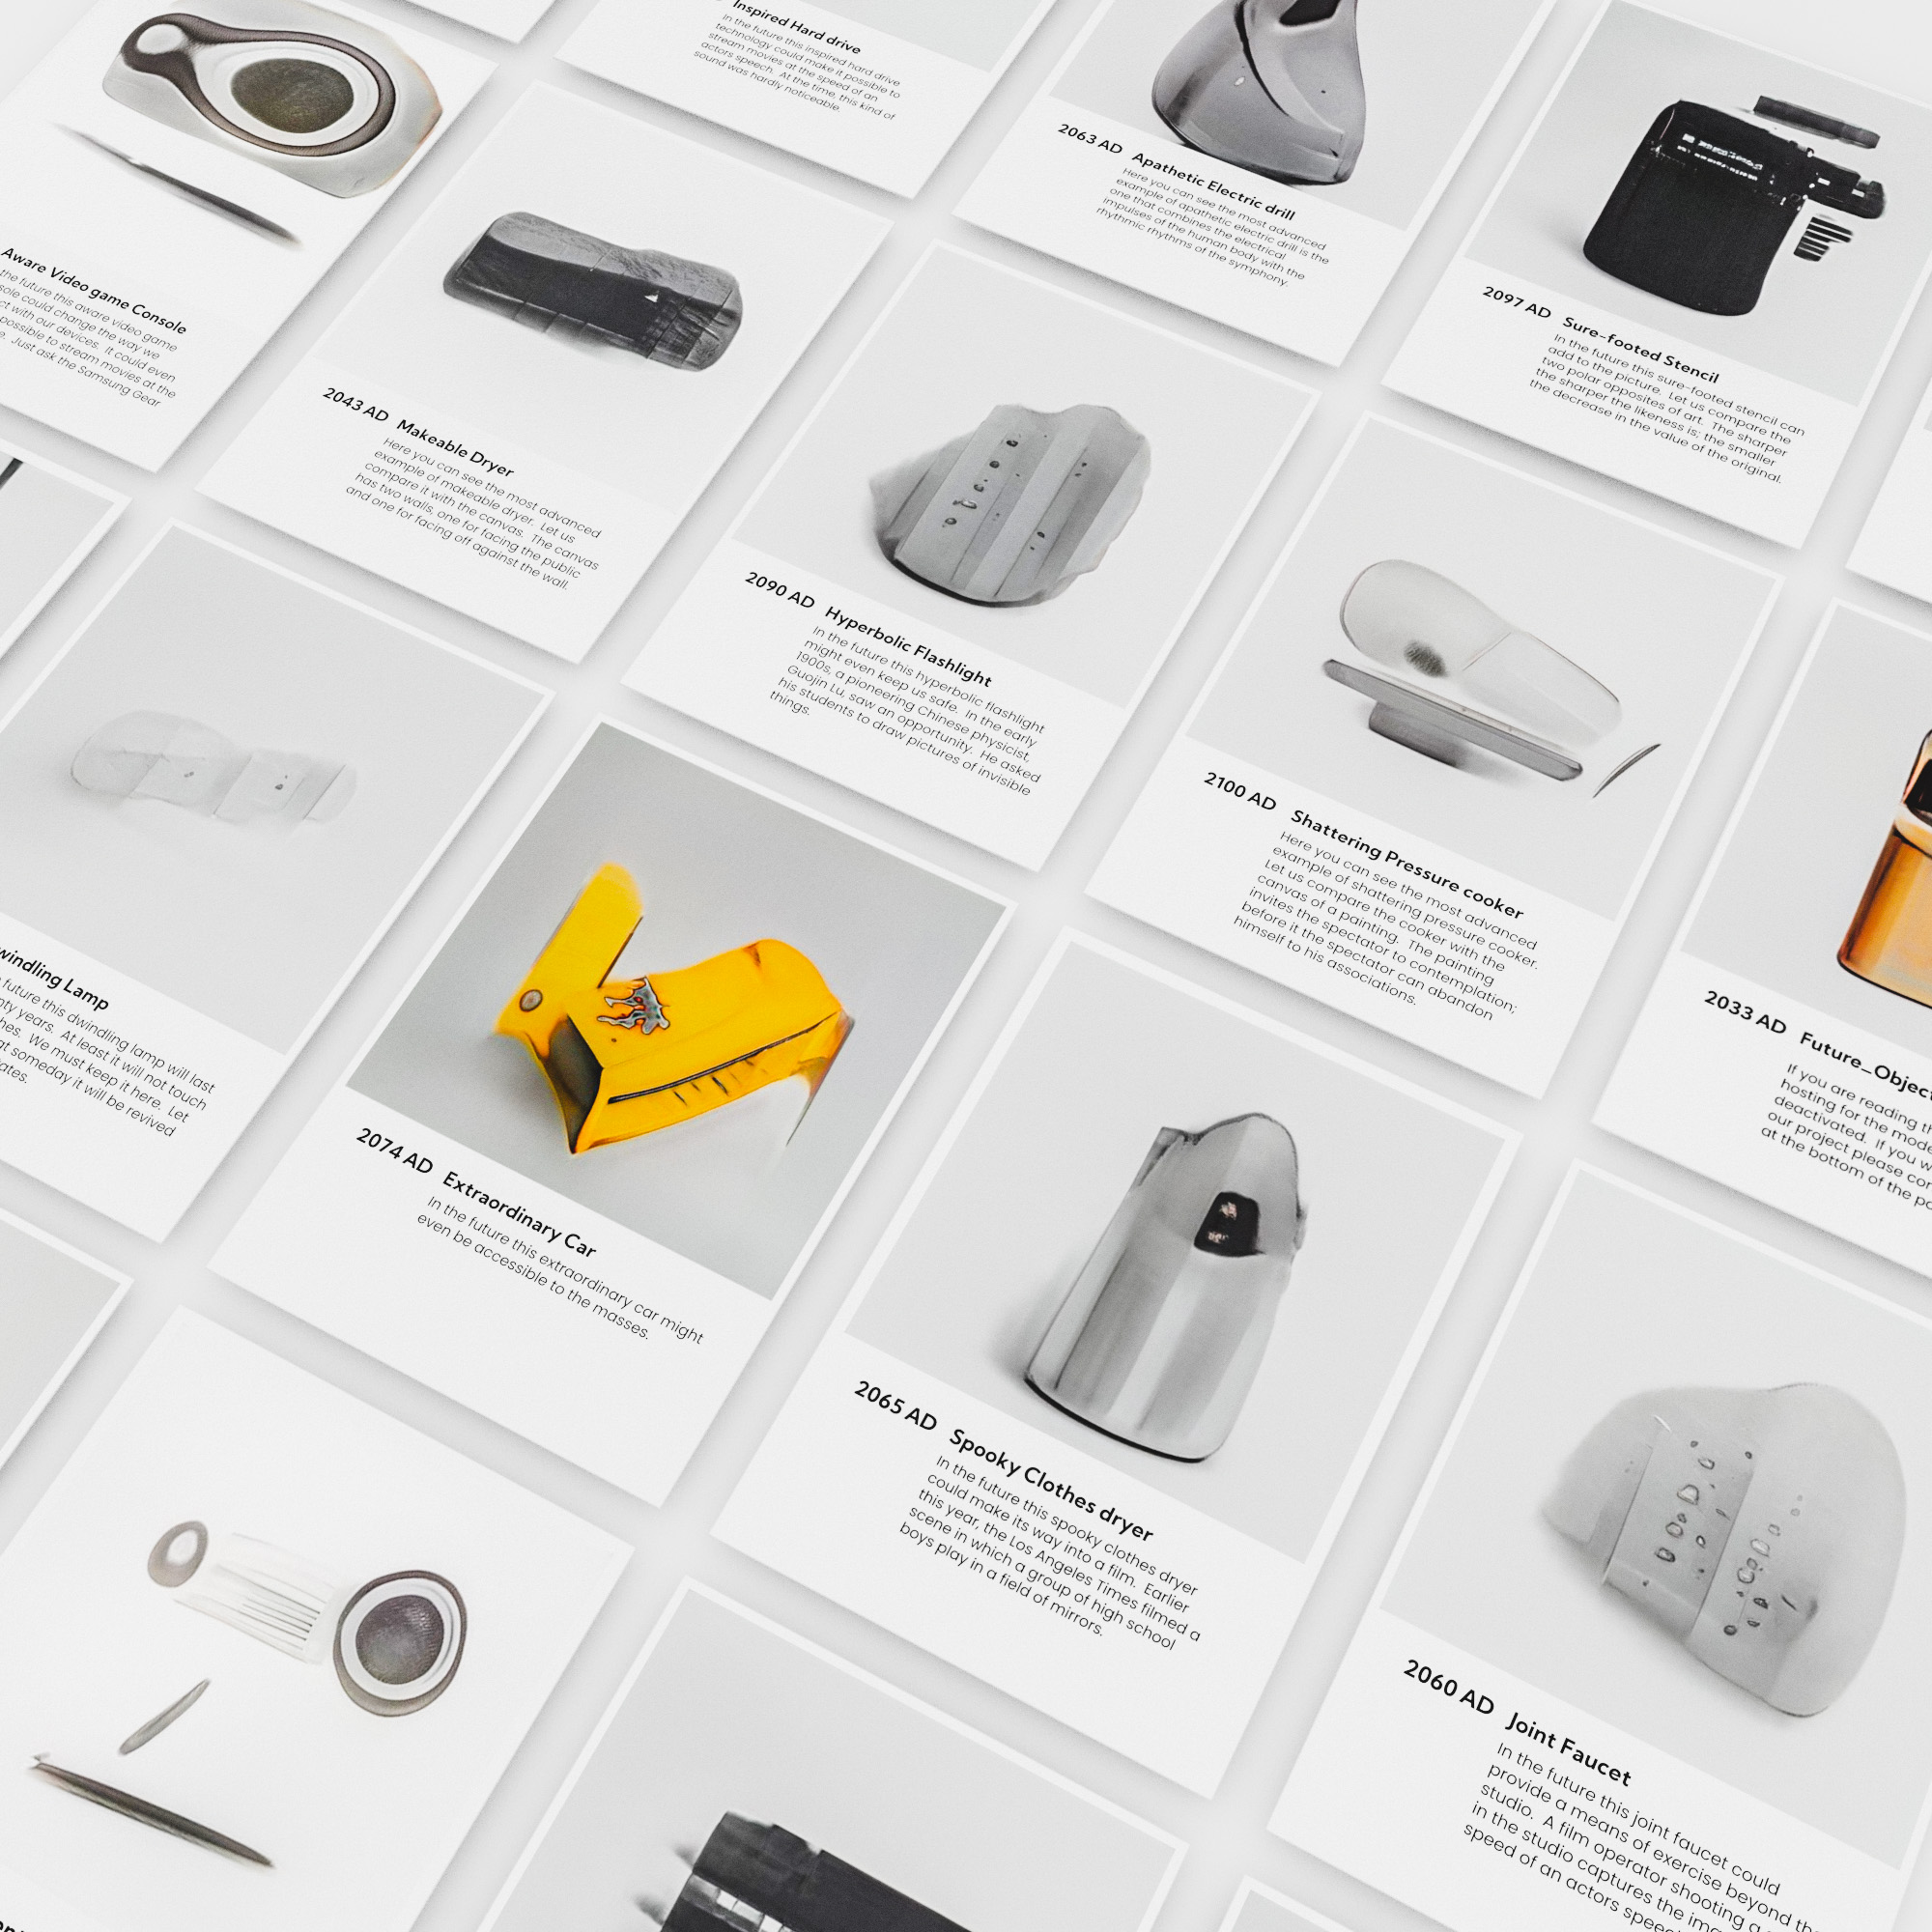 Inspired Hard drive
In the future this inspired hard drive
technology could make it possible to
stream movies at the speed of an
actors speech. At the time, this kind of
sound was hardly noticeable.
2063 AD Apathetic Electric drill
Here you can see the most advanced
example of apathetic electric drill is the
one that combines the electrical
impulses of the human body with the
rhythmic rhythms of the symphony.
2097 AD Sure-footed Stencil
In the future this sure-footed stencil can
add to the picture. Let us compare the
two polar opposites of art. The sharper
the sharper the likeness is; the smaller
the decrease in the value of the original.
Aware Video game Console
the future this aware video game
could change the way we
with our devices. It could even
possible to stream movies at the
Just ask the Samsung Gear
2043 AD Makeable Dryer
Here you can see the most advanced
example of makeable dryer. Let us
compare it with the canvas. The canvas
has two walls, one for facing the public
and one for facing off against the wall.
2090 AD Hyperbolic Flashlight
In the future this hyperbolic flashlight
might even keep us safe. In the early
1900s, a pioneering Chinese physicist,
Guojin Lu, saw an opportunity. He asked
his students to draw pictures of invisible
things.
2100 AD Shattering Pressure cooker
Here you can see the most advanced
example of shattering pressure cooker.
Let us compare the cooker with the
canvas of a painting. The painting
invites the spectator to contemplation;
before it the spectator can abandon
himself to his associations.
2033 AD Future_Object
If you are reading
hosting for the
deactivated. If you
our project please
at the bottom of the
Lamp
future this dwindling lamp will last
years. At least it will not touch
We must keep it here. Let
someday it will be revived
2074 AD Extraordinary Car
In the future this extraordinary car might
even be accessible to the masses.
2065 AD Spooky Clothes dryer
In the future this spooky clothes dryer
could make its way into a film. Earlier
this year, the Los Angeles Times filmed a
scene in which a group of high school
boys play in a field of mirrors.
2060 AD Joint Faucet
In the future this joint faucet could
provide a means of exercise beyond the
studio. A film operator shooting a
in the studio captures the
speed of an actors